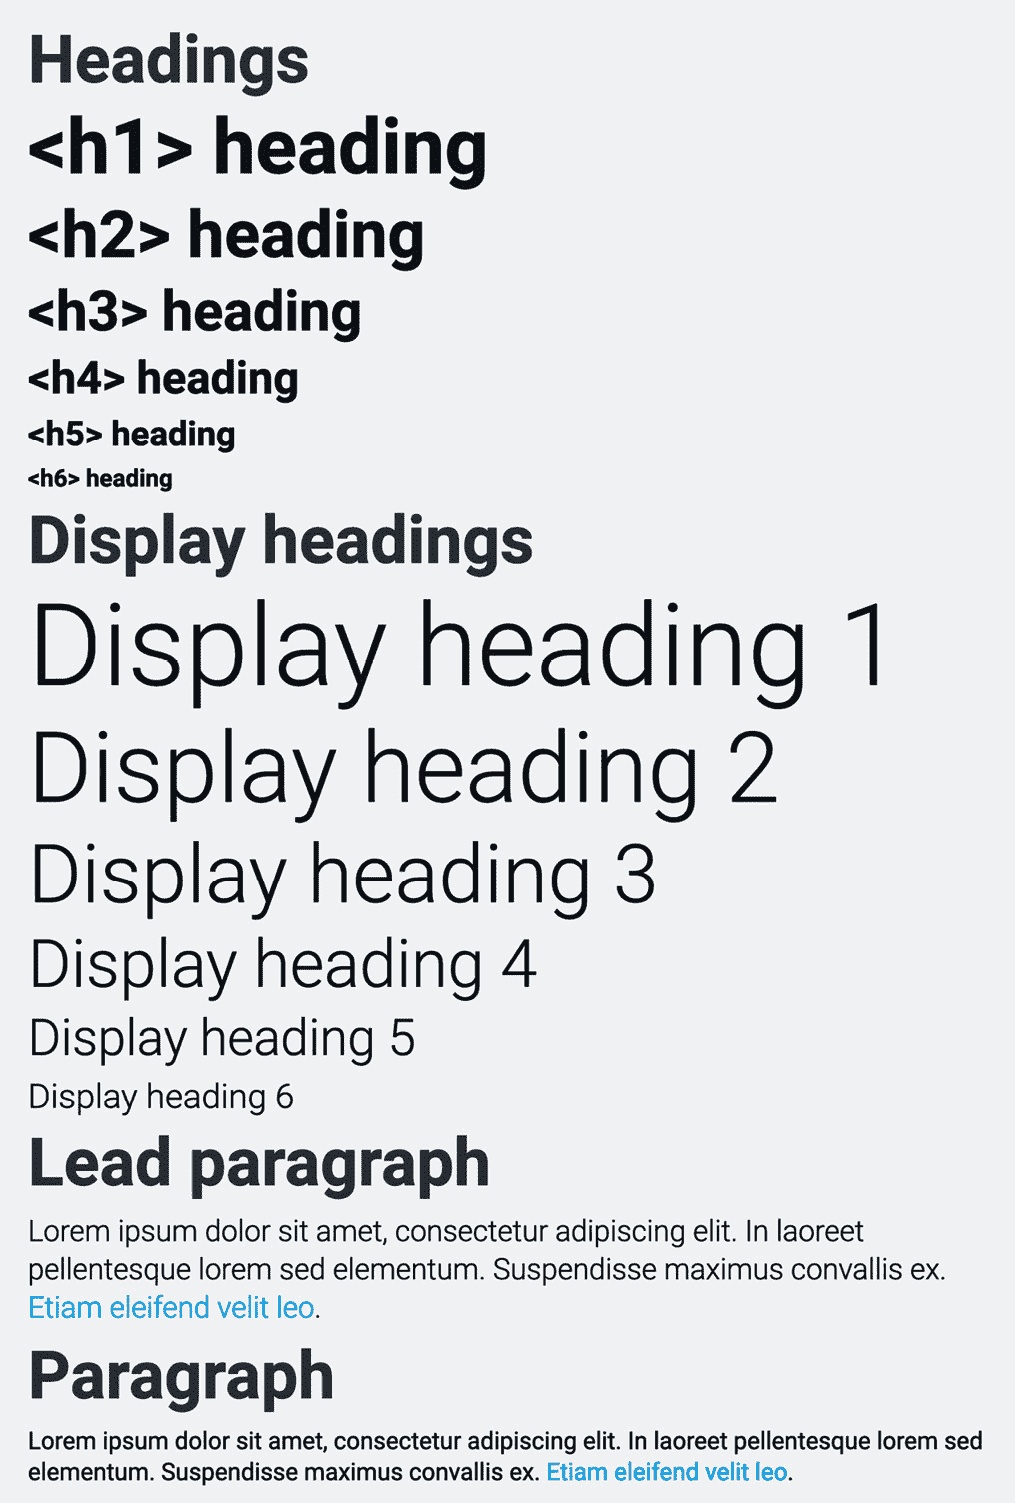 Headings
<h1> heading
<h2> heading
<h3> heading
<h4> heading
<h5> heading
<h6> heading
Display headings
Display heading 1
Display heading 2
Display heading 3
Display heading 4
Display heading 5
Display heading 6
Lead paragraph
Lorem ipsum dolor sit amet, consectetur adipiscing elit. In laoreet
pellentesque lorem sed elementum. Suspendisse maximus convallis ex.
Etiam eleifend velit leo.
Paragraph
Lorem ipsum dolor sit amet, consectetur adipiscing elit. In laoreet pellentesque lorem sed
elementum. Suspendisse maximus convallis ex. Etiam eleifend velit leo.